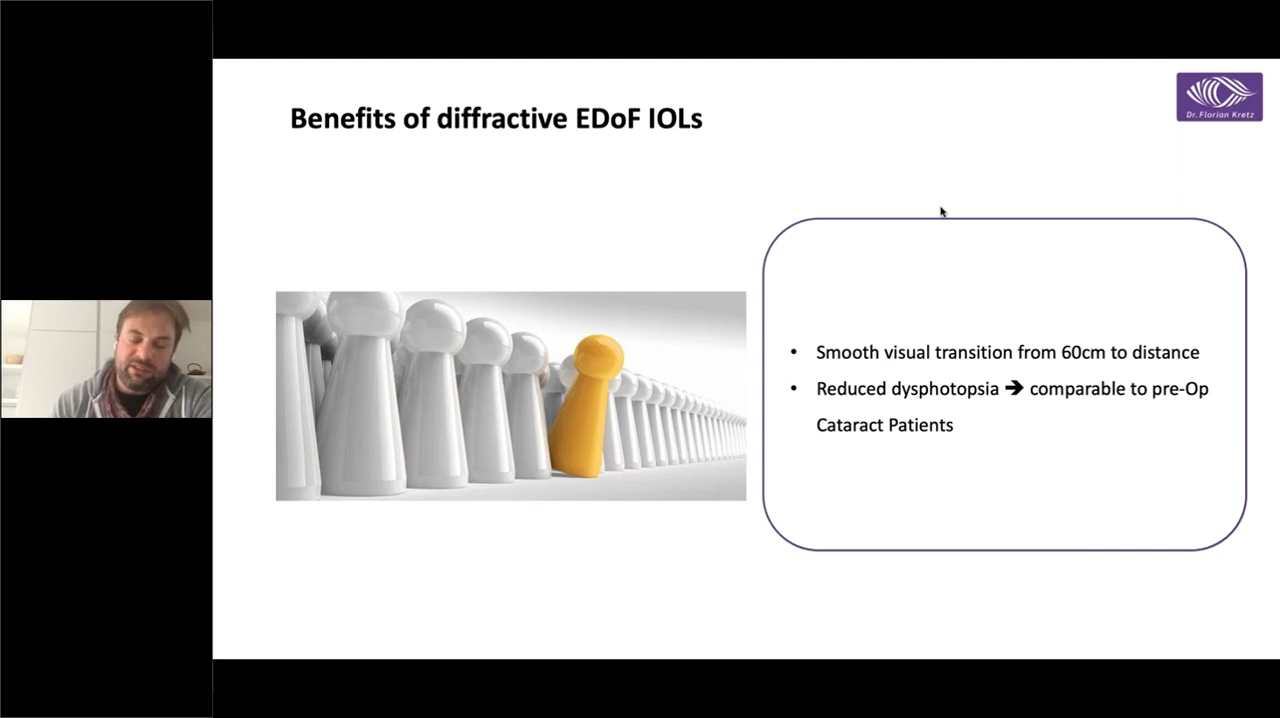 Benefits of diffractive EDoF IOLs
Dr. Florian Kretz
• Smooth visual transition from 60cm to distance
• Reduced dysphotopsia ➔ comparable to pre-Op
Cataract Patients